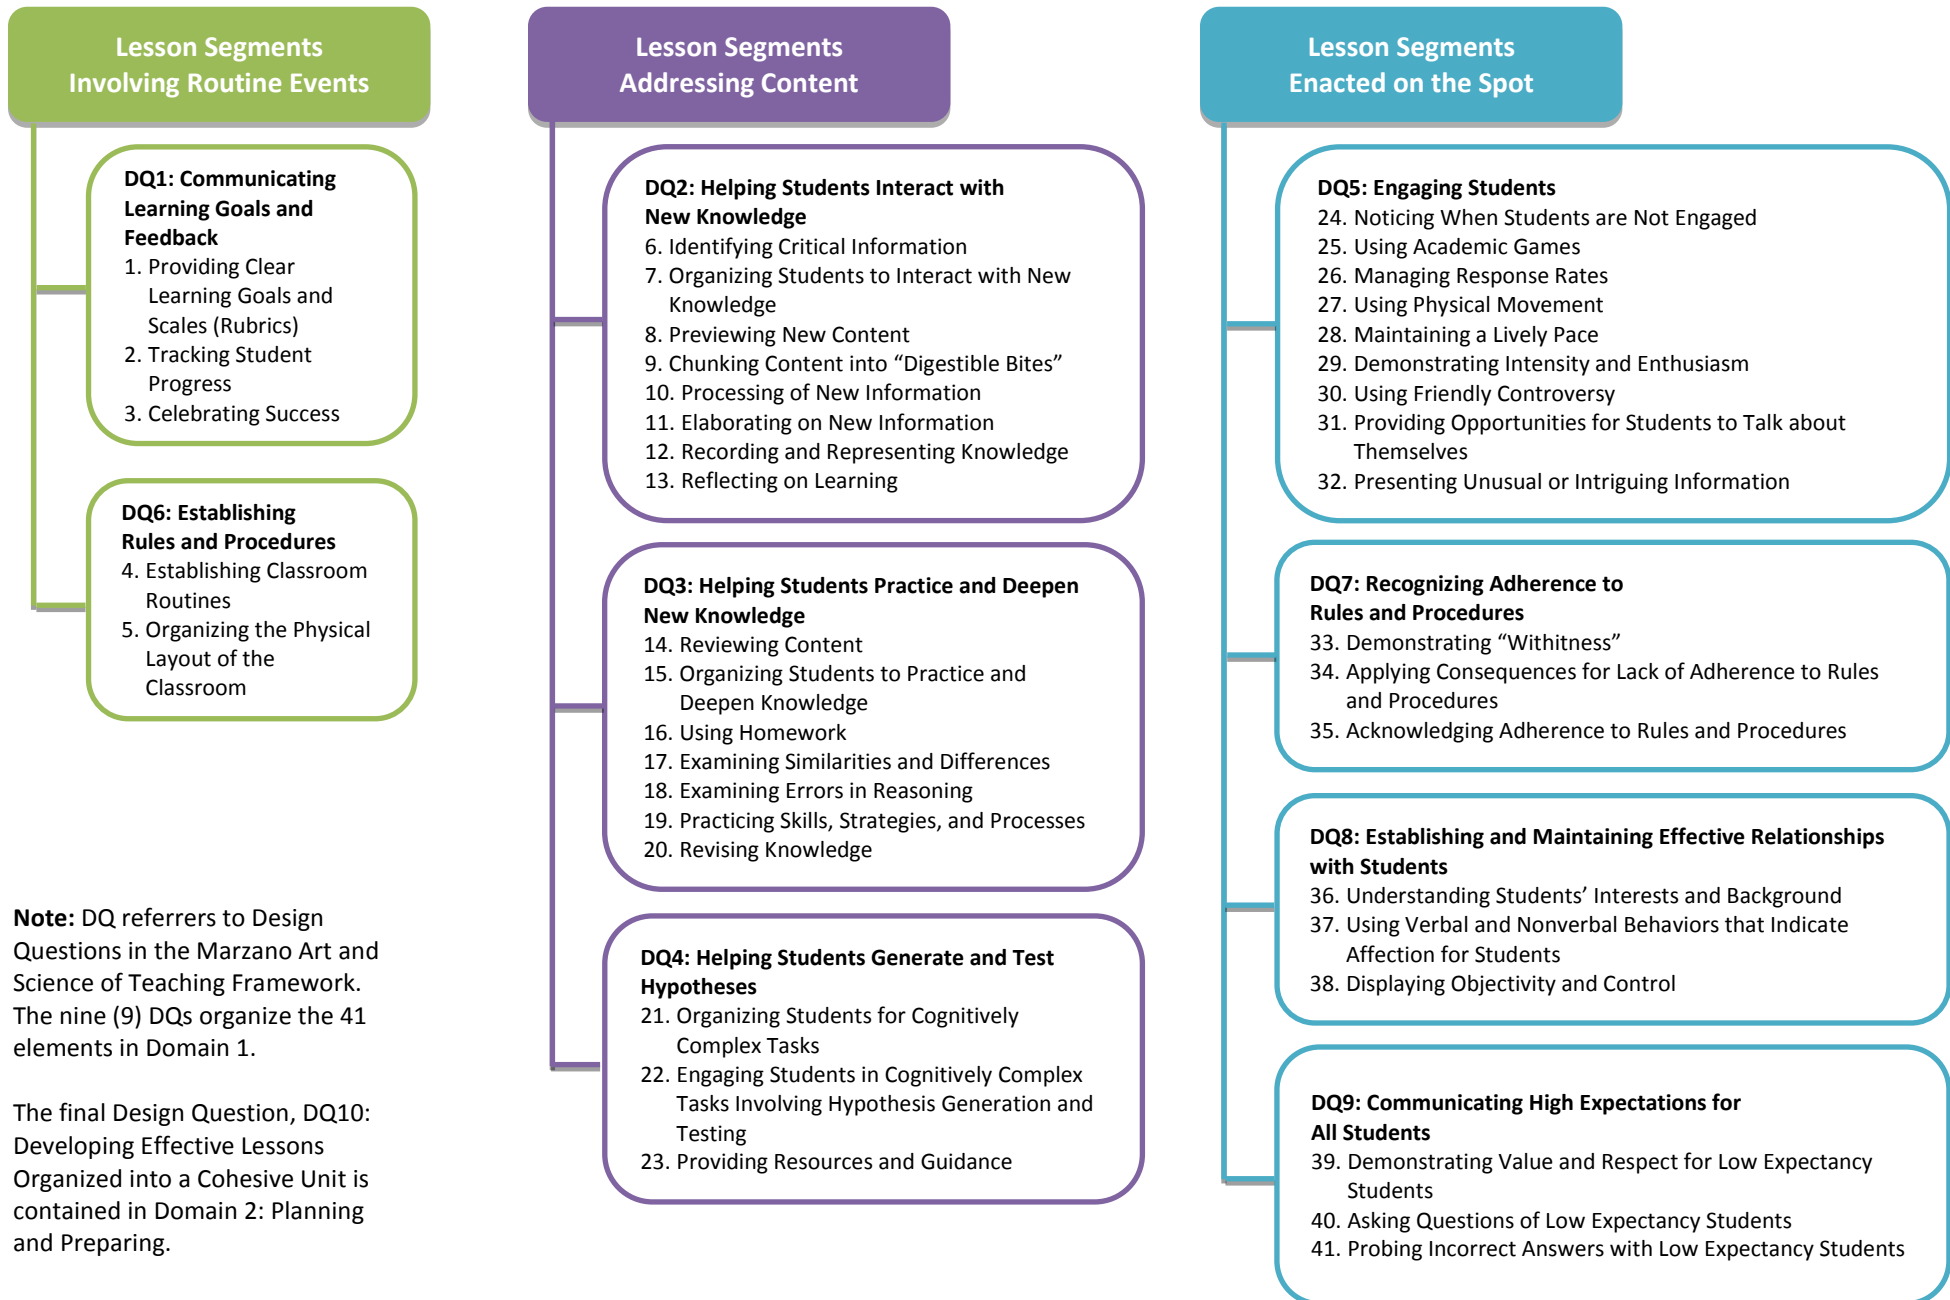 Lesson Segments
Involving Routine Events
DQ1: Communicating
Learning Goals and
Feedback
1. Providing Clear
Learning Goals and
Scales (Rubrics)
2. Tracking Student
Progress
3. Celebrating Success
DQ6: Establishing
Rules and Procedures
4. Establishing Classroom
Routines
5. Organizing the Physical
Layout of the
Classroom
Note: DQ referrers to Design
Questions in the Marzano Art and
Science of Teaching Framework.
The nine (9) DQs organize the 41
elements in Domain 1.
The final Design Question, DQ10:
Developing Effective Lessons
Organized into a Cohesive Unit is
contained in Domain 2: Planning
and Preparing.
Lesson Segments
Addressing Content
DQ2: Helping Students Interact with
New Knowledge
6. Identifying Critical Information
7. Organizing Students to Interact with New
Knowledge
8. Previewing New Content
9. Chunking Content into “Digestible Bites”
10. Processing of New Information
11. Elaborating on New Information
12. Recording and Representing Knowledge
13. Reflecting on Learning
DQ3: Helping Students Practice and Deepen
New Knowledge
14. Reviewing Content
15. Organizing Students to Practice and
Deepen Knowledge
16. Using Homework
17. Examining Similarities and Differences
18. Examining Errors in Reasoning
19. Practicing Skills, Strategies, and Processes
20. Revising Knowledge
DQ4: Helping Students Generate and Test
Hypotheses
21. Organizing Students for Cognitively
Complex Tasks
22. Engaging Students in Cognitively Complex
Tasks Involving Hypothesis Generation and
Testing
23. Providing Resources and Guidance
Lesson Segments
Enacted on the Spot
DQ5: Engaging Students
24. Noticing When Students are Not Engaged
25. Using Academic Games
26. Managing Response Rates
27. Using Physical Movement
28. Maintaining a Lively Pace
29. Demonstrating Intensity and Enthusiasm
30. Using Friendly Controversy
31. Providing Opportunities for Students to Talk about
Themselves
32. Presenting Unusual or Intriguing Information
DQ7: Recognizing Adherence to
Rules and Procedures
33. Demonstrating “Withitness”
34. Applying Consequences for Lack of Adherence to Rules
and Procedures
35. Acknowledging Adherence to Rules and Procedures
DQ8: Establishing and Maintaining Effective Relationships
with Students
36. Understanding Students’ Interests and Background
37. Using Verbal and Nonverbal Behaviors that Indicate
Affection for Students
38. Displaying Objectivity and Control
DQ9: Communicating High Expectations for
All Students
39. Demonstrating Value and Respect for Low Expectancy
Students
40. Asking Questions of Low Expectancy Students
41. Probing Incorrect Answers with Low Expectancy Students